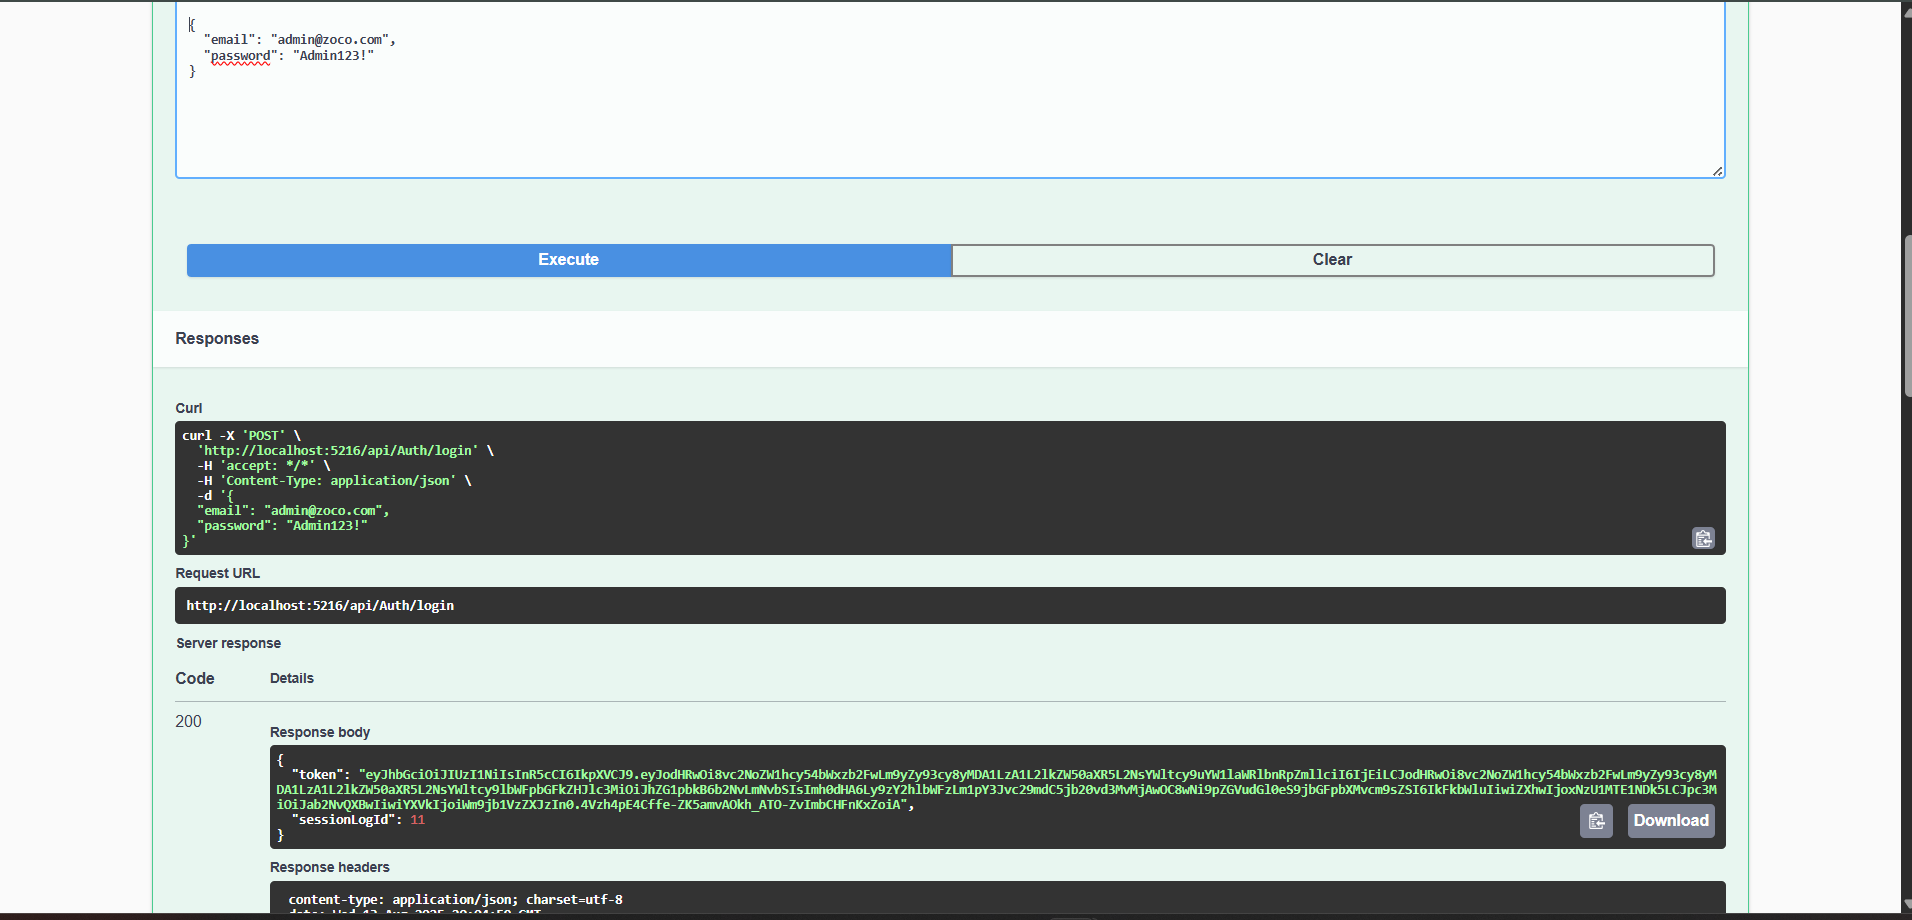 {
"email": "admin@zoco.com",
"password": "Admin123!"
}
Execute
Clear
Responses
Curl
curl -X 'POST' \
'http://localhost:5216/api/Auth/login' \
-H 'accept: */*' \
-H 'Content-Type: application/json' \
-d '{
"email": "admin@zoco.com",
"password": "Admin123!"
}'
Request URL
http://localhost:5216/api/Auth/login
Server response
Code
Details
200
Response body
{
"token": "eyJhbGciOiJIUzI1NiIsInR5cCI6IkpXVCJ9.eyJodHRwOi8vc2NoZW1hcy54bWxzb2FwLm9yZy93cy8yMDA1LzA1L2lkZW50aXR5L2NsYWltcy9uYW1laWRlbnRpZmllciI6IjEiLCJodHRwOi8vc2NoZW1hcy54bWxzb2FwLm9yZy93cy8yM
DA1LzA1L2lkZW50aXR5L2NsYWltcy9lbWFpbGFkZHJlc3MiOiJhZG1pbkB6b2NvLmNvbSIsImh0dHA6Ly9zY2hlbWFzLm1pY3Jvc29mdC5jb20vd3MvMjAwOC8wNi9pZGVudGl0eS9jbGFpbXMvcm9sZSI6IkFkbWluIiwiZXhwIjoxNzU1MTE1NDk5LCJpc3M
iOiJab2NvQXBwIiwiYXVkIjoiWm9jb1VzZXJzIn0.4Vzh4pE4Cffe-ZK5amvAOkh_ATO-ZvImbCHFnKxZoiA",
"sessionLogId": 11
}
Download
Response headers
content-type: application/json; charset=utf-8